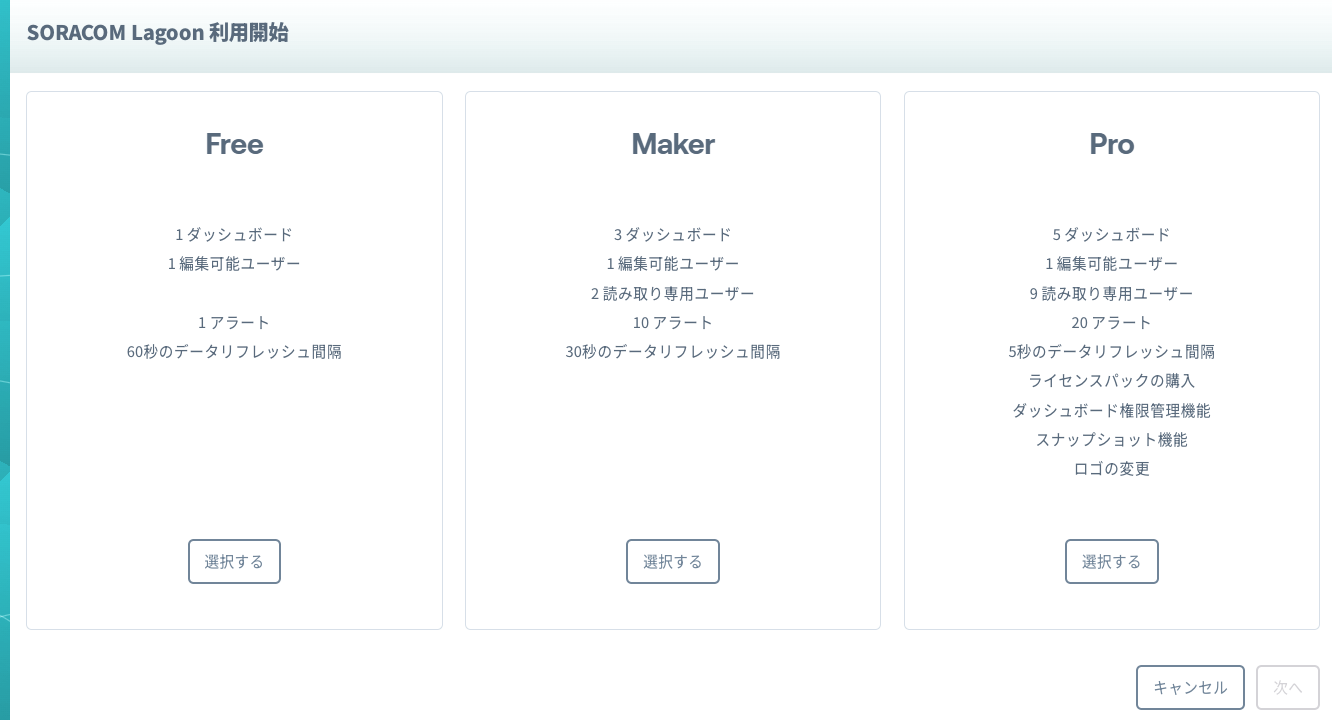 SORACOM Lagoon 利用開始
Free
1 ダッシュボード
1 編集可能ユーザー
1 アラート
60秒のデータリフレッシュ間隔
選択する
Maker
3 ダッシュボード
1 編集可能ユーザー
2 読み取り専用ユーザー
10 アラート
30秒のデータリフレッシュ間隔
選択する
Pro
5 ダッシュボード
1 編集可能ユーザー
9 読み取り専用ユーザー
20 アラート
5秒のデータリフレッシュ間隔
ライセンスパックの購入
ダッシュボード権限管理機能
スナップショット機能
ロゴの変更
選択する
キャンセル
次へ